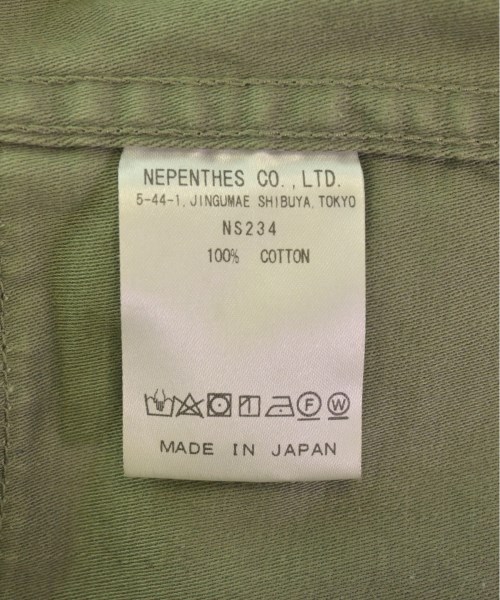 NEPENTHES CO.,LTD.
5-44-1, JINGUMAE SHIBUYA, TOKYO
NS234
100% COTTON
F W
MADE IN JAPAN